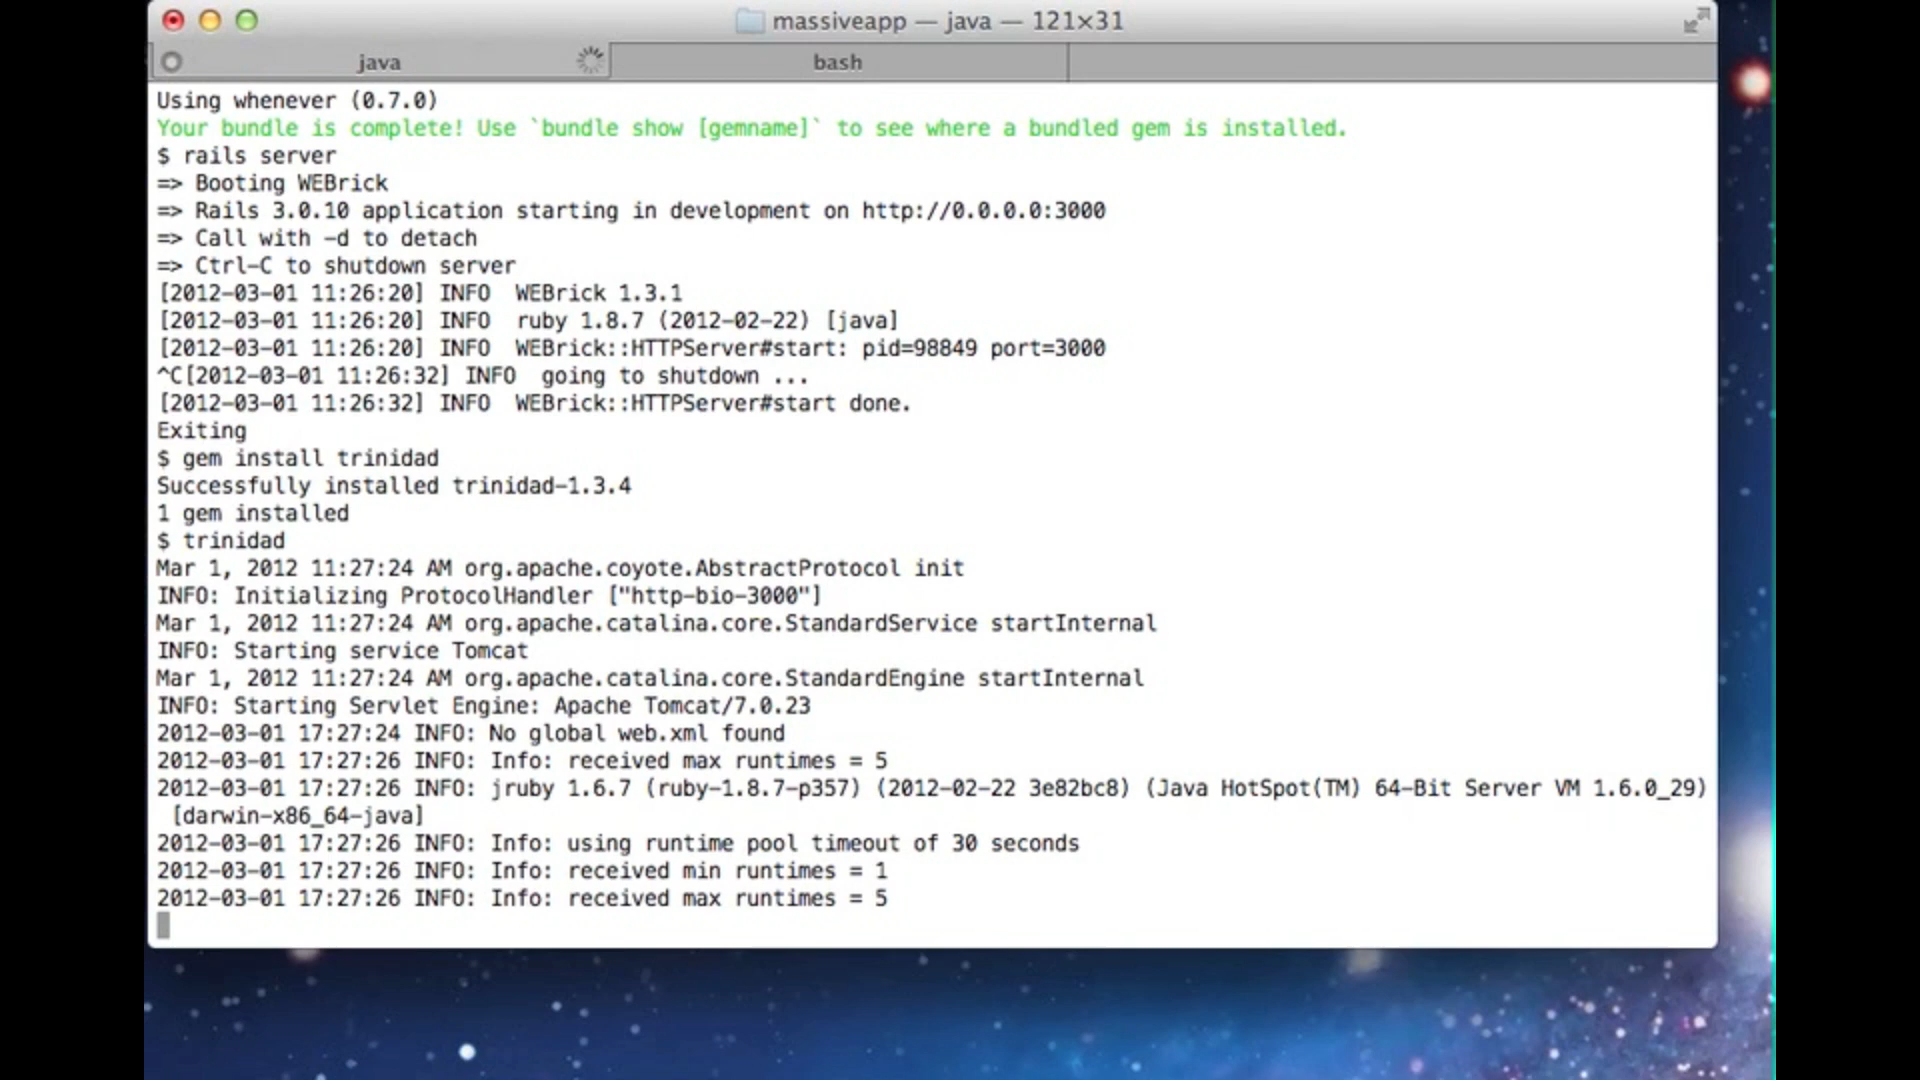 massiveapp — java — 121×31
java
bash
Using whenever (0.7.0)
Your bundle is complete! Use `bundle show [gemname]` to see where a bundled gem is installed.
$ rails server
=> Booting WEBrick
=> Rails 3.0.10 application starting in development on http://0.0.0.0:3000
=> Call with -d to detach
=> Ctrl-C to shutdown server
[2012-03-01 11:26:20] INFO  WEBrick 1.3.1
[2012-03-01 11:26:20] INFO  ruby 1.8.7 (2012-02-22) [java]
[2012-03-01 11:26:20] INFO  WEBrick::HTTPServer#start: pid=98849 port=3000
^C[2012-03-01 11:26:32] INFO  going to shutdown ...
[2012-03-01 11:26:32] INFO  WEBrick::HTTPServer#start done.
Exiting
$ gem install trinidad
Successfully installed trinidad-1.3.4
1 gem installed
$ trinidad
Mar 1, 2012 11:27:24 AM org.apache.coyote.AbstractProtocol init
INFO: Initializing ProtocolHandler ["http-bio-3000"]
Mar 1, 2012 11:27:24 AM org.apache.catalina.core.StandardService startInternal
INFO: Starting service Tomcat
Mar 1, 2012 11:27:24 AM org.apache.catalina.core.StandardEngine startInternal
INFO: Starting Servlet Engine: Apache Tomcat/7.0.23
2012-03-01 17:27:24 INFO: No global web.xml found
2012-03-01 17:27:26 INFO: Info: received max runtimes = 5
2012-03-01 17:27:26 INFO: jruby 1.6.7 (ruby-1.8.7-p357) (2012-02-22 3e82bc8) (Java HotSpot(TM) 64-Bit Server VM 1.6.0_29)
[darwin-x86_64-java]
2012-03-01 17:27:26 INFO: Info: using runtime pool timeout of 30 seconds
2012-03-01 17:27:26 INFO: Info: received min runtimes = 1
2012-03-01 17:27:26 INFO: Info: received max runtimes = 5